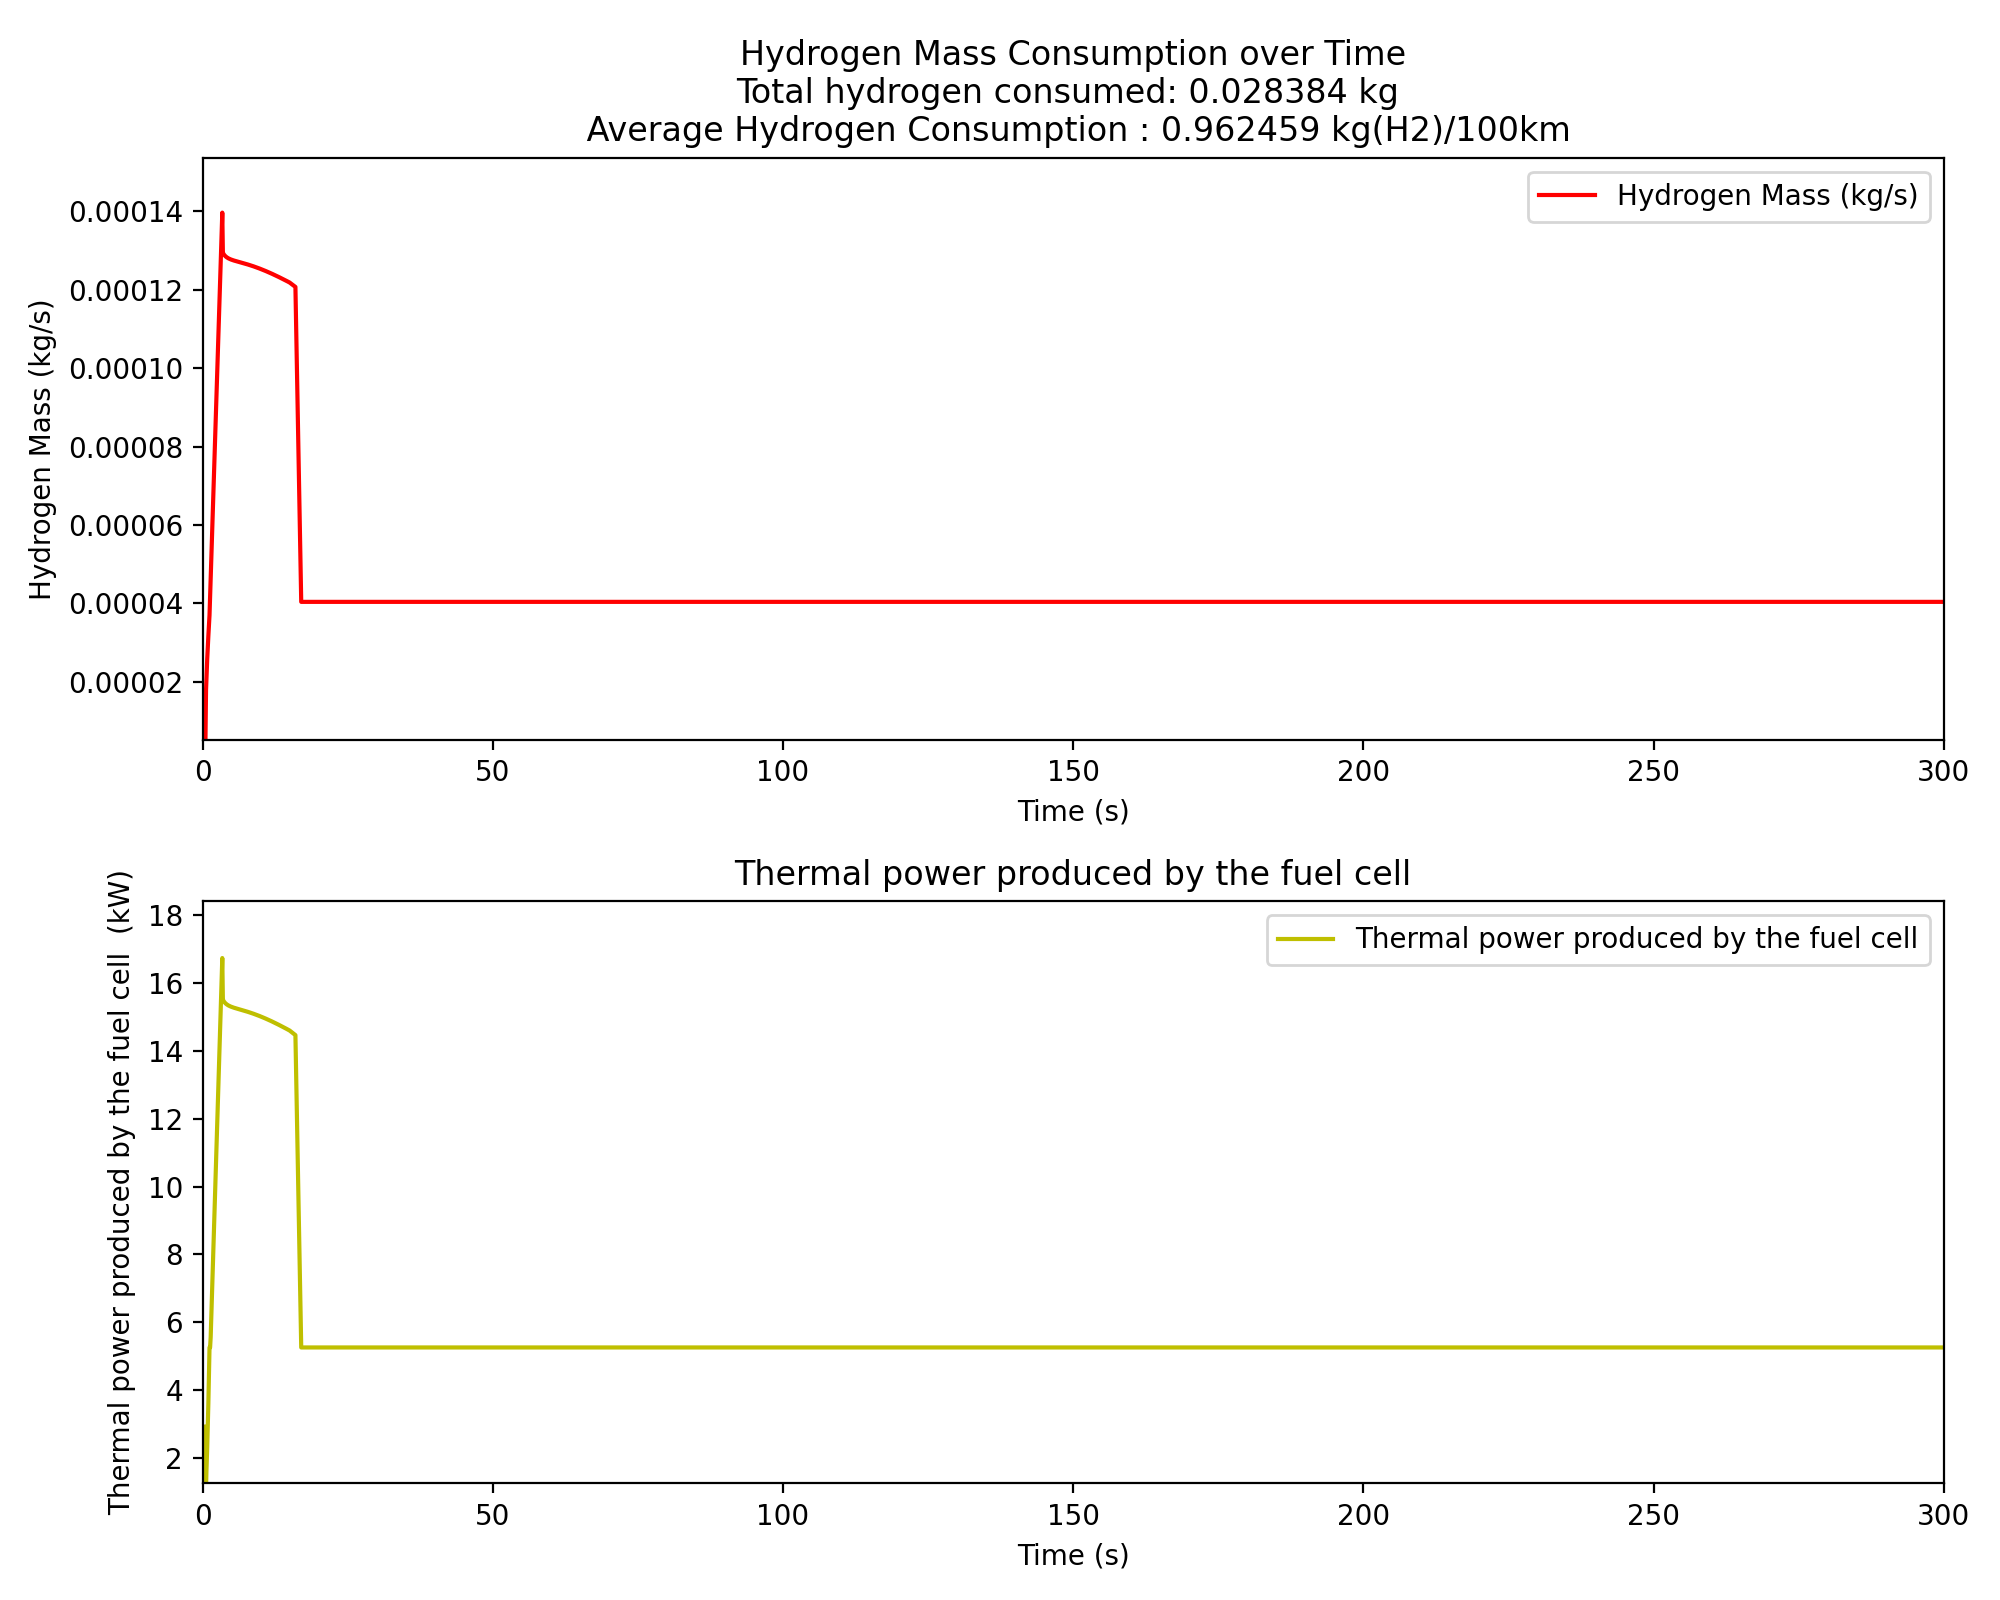 Hydrogen Mass Consumption over Time
Total hydrogen consumed: 0.028384 kg
Average Hydrogen Consumption : 0.962459 kg(H2)/100km
Hydrogen Mass (kg/s)
0.00014
0.00012
0.00010
0.00008
0.00006
0.00004
0.00002
Hydrogen Mass (kg/s)
0 50 100 150 200 250 300
Time (s)
Thermal power produced by the fuel cell
Thermal power produced by the fuel cell (kW)
18
16
14
12
10
8
6
4
2
Thermal power produced by the fuel cell
0 50 100 150 200 250 300
Time (s)